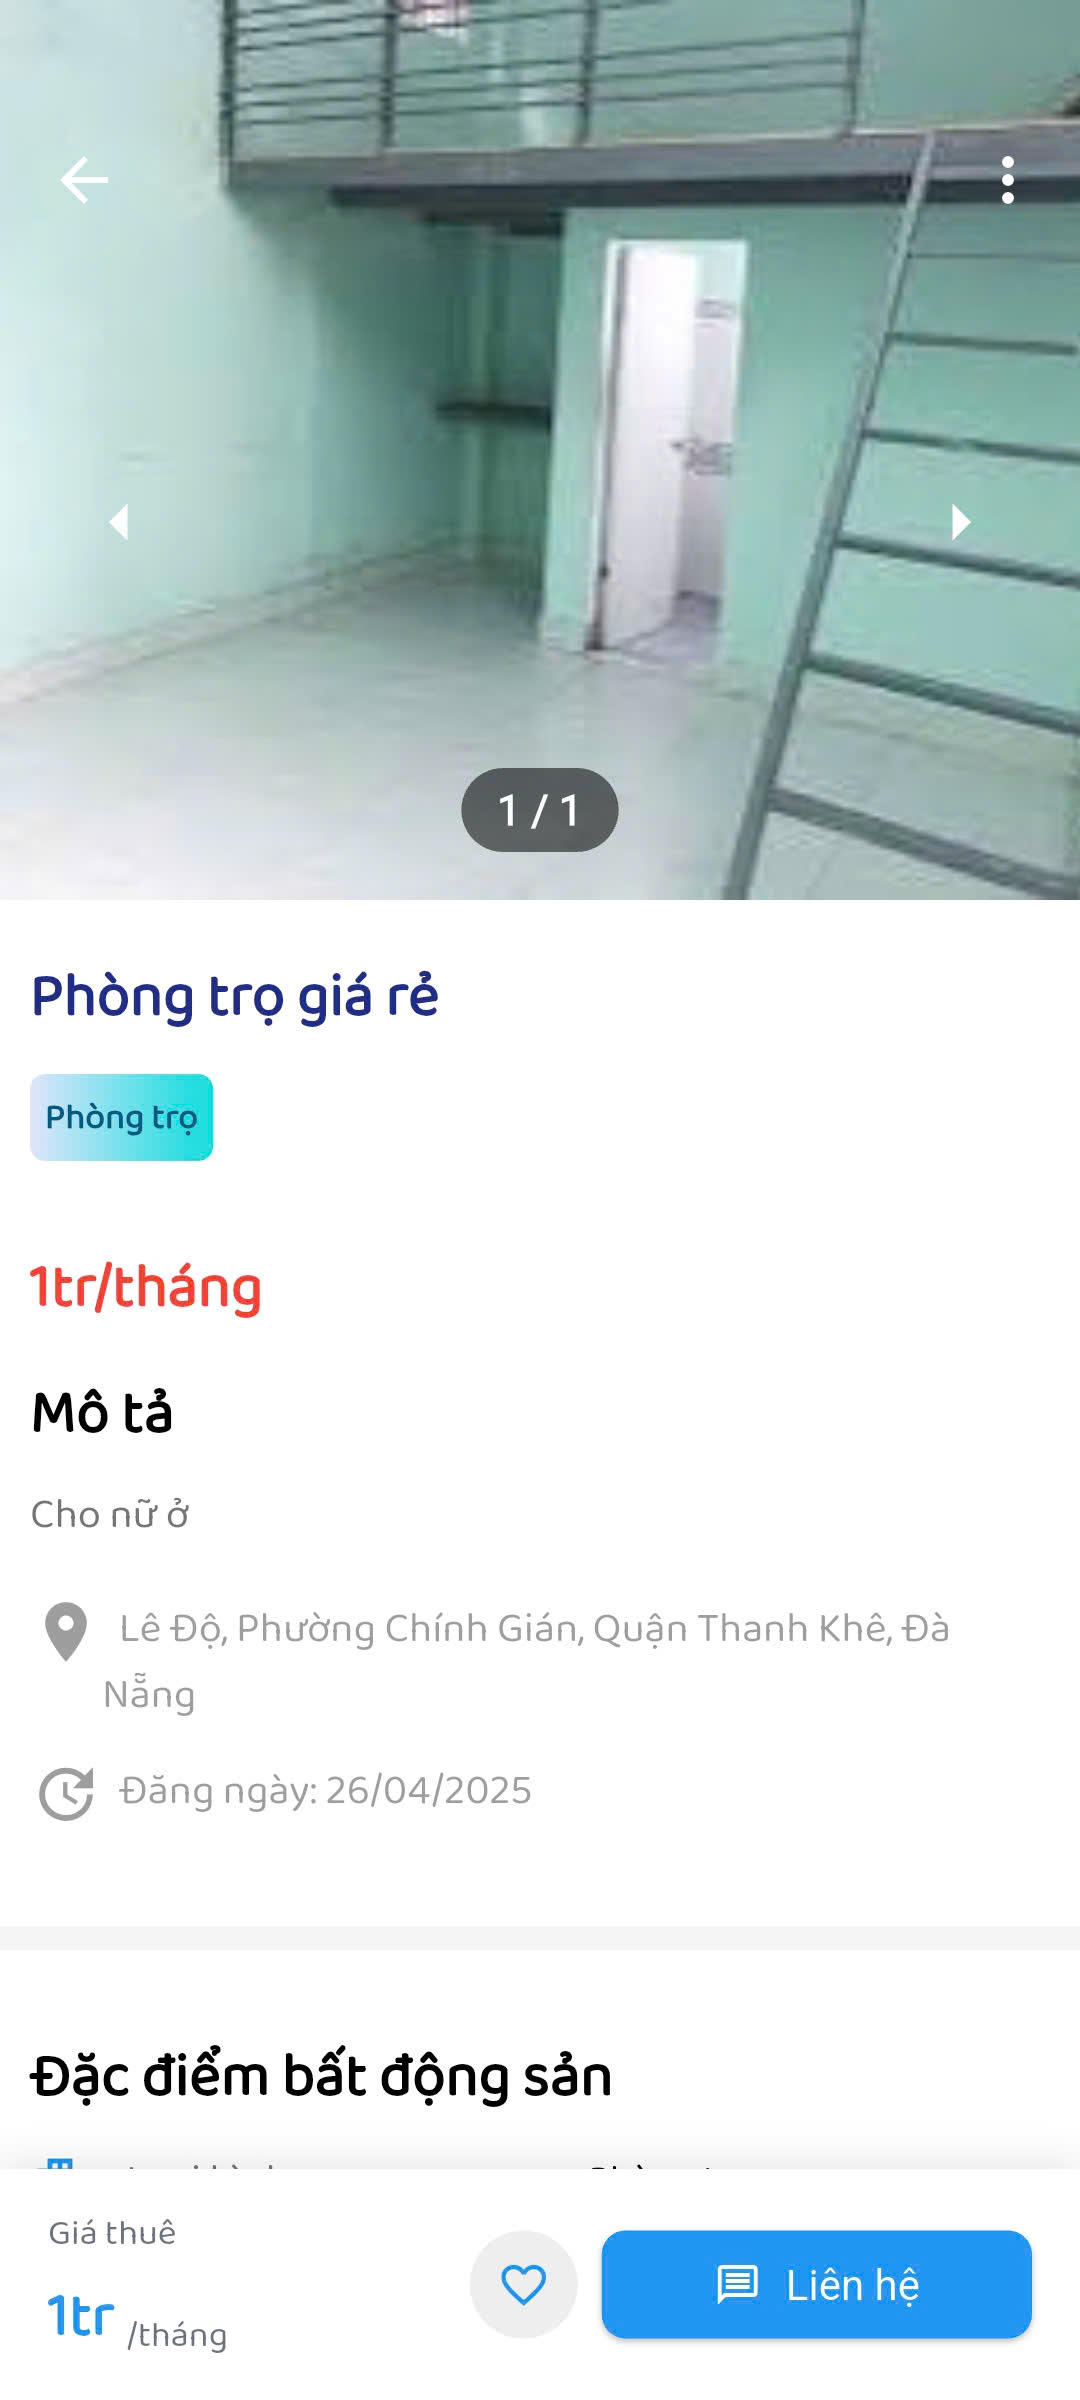 1 / 1
Phòng trọ giá rẻ
Phòng trọ
1tr/tháng
Mô tả
Cho nữ ở
Lê Độ, Phường Chính Gián, Quận Thanh Khê, Đà
Nẵng
Đăng ngày: 26/04/2025
Đặc điểm bất động sản
Giá thuê
1tr /tháng
Liên hệ